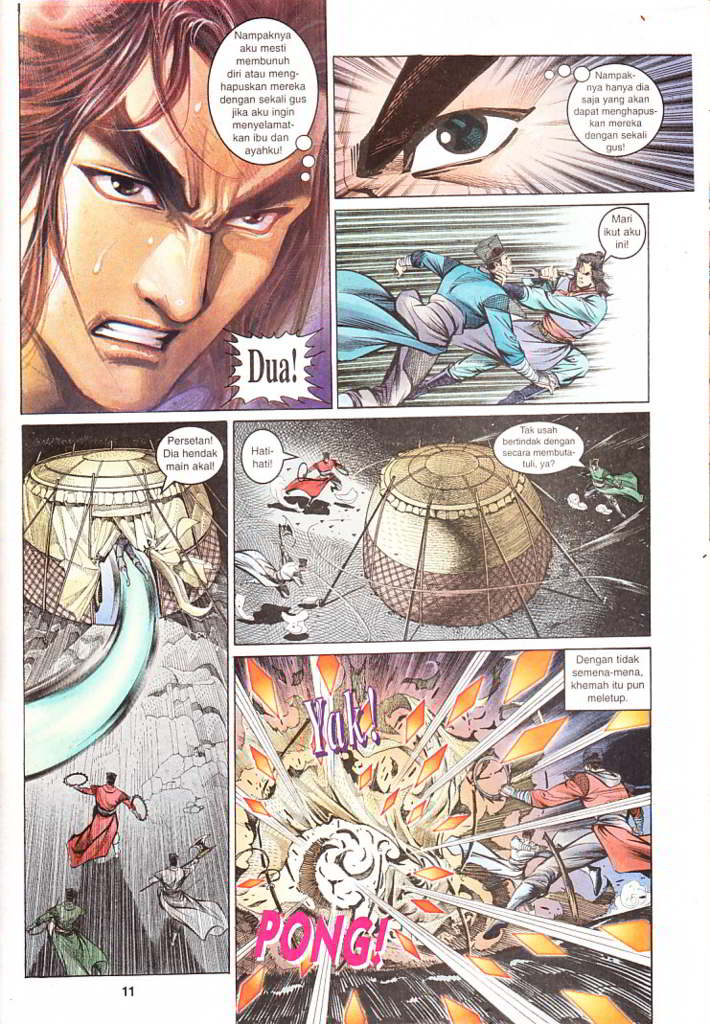 Nampaknya
aku mesti
membunuh
diri atau meng-
hapuskan mereka
dengan sekali gus
jika aku ingin
menyelamat-
kan ibu dan
ayahku!
Dua!
Nampak-
nya hanya dia
saja yang akan
dapat menghapus-
kan mereka
dengan sekali
gus!
Mari
ikut aku
ini!
Persetan!
Dia hendak
main akal!
Hati-
hati!
Tak usah
bertindak dengan
secara membuta-
tuli, ya?
Dengan tidak
semena-mena,
khemah itu pun
meletup.
Yak!
PONG!
11